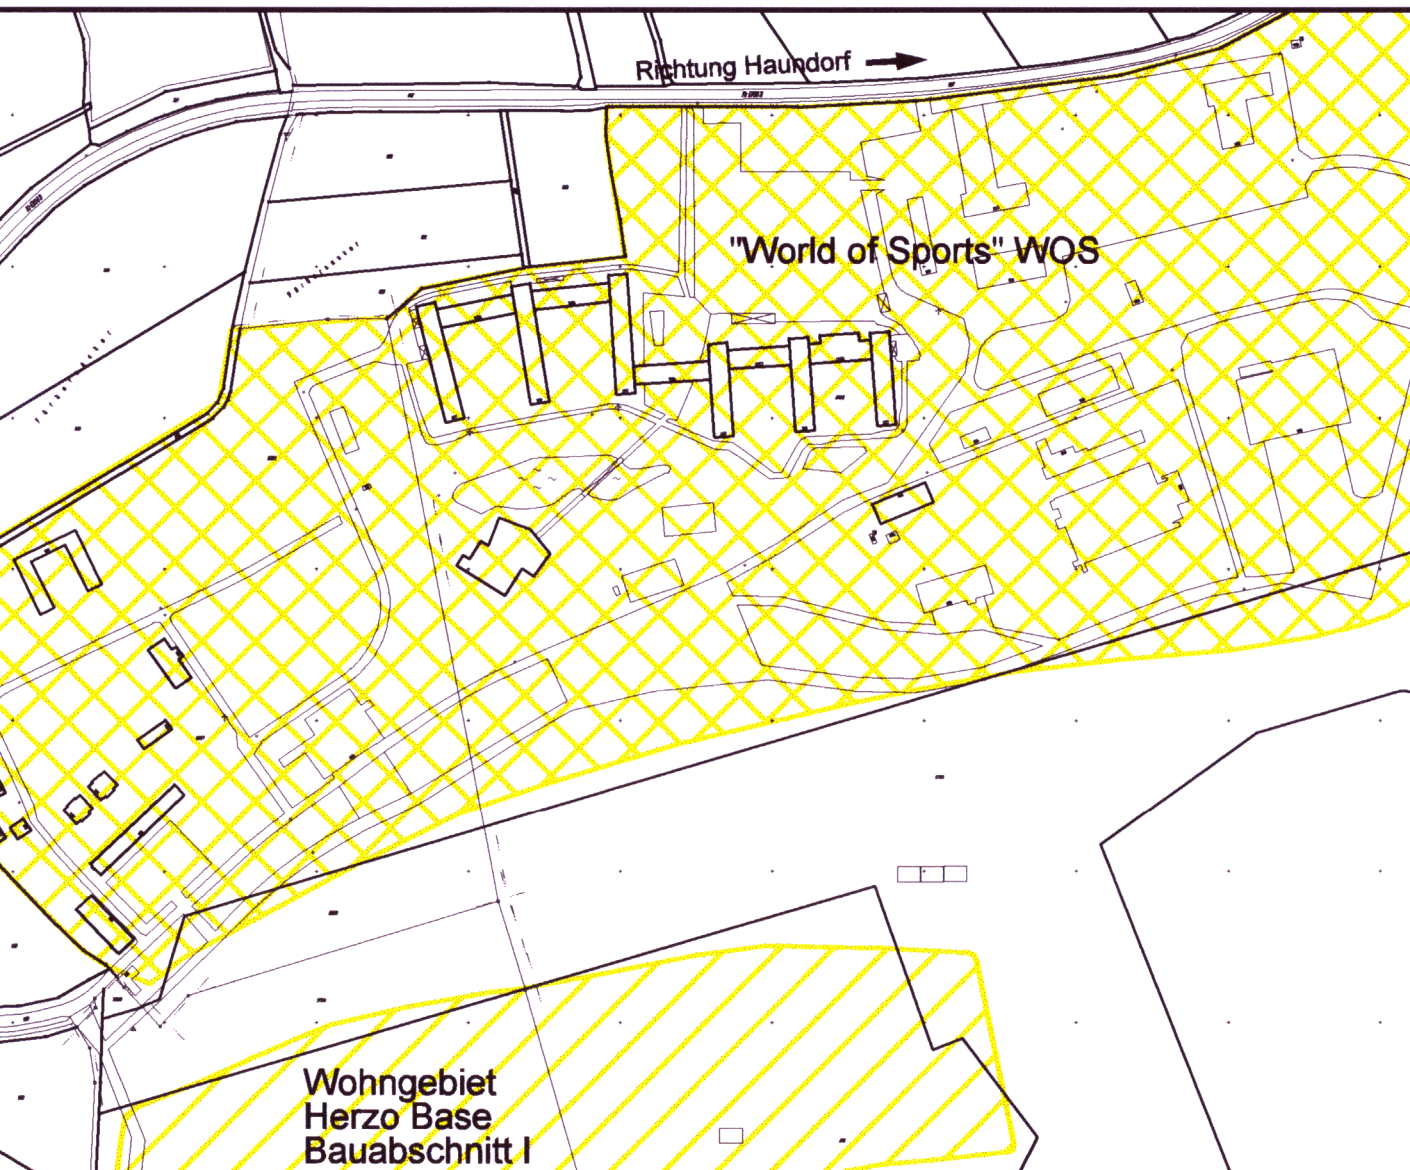 Richtung Haundorf
"World of Sports" WOS
Wohngebiet
Herzo Base
Bauabschnitt I